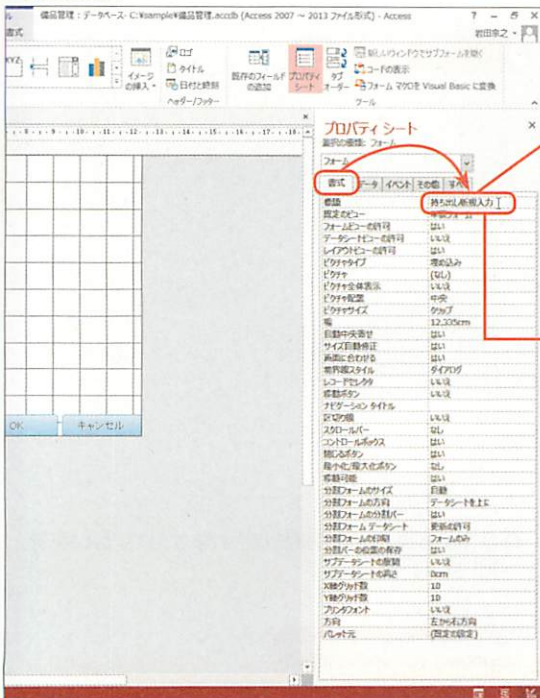 備品管理 : データベース- C:¥sample¥備品管理.accdb (Access 2007 ～ 2013 ファイル形式) - Access
? － × 
書式
岩田宗之
ロゴ
タイトル
日付と時刻
イメージの挿入
ヘッダー/フッター
既存のフィールドの追加
プロパティ シート
タブ オーダー
新しいウィンドウでサブフォームを開く
コードの表示
フォーム マクロを Visual Basic に変換
ツール
8 9 10 11 12 13 14 15 16 17 18
OK
キャンセル
プロパティ シート
選択の種類: フォーム
フォーム
書式 データ イベント その他 すべて
標題 持ち出し新規入力
既定のビュー 単票フォーム
フォームビューの許可 はい
データシートビューの許可 いいえ
レイアウトビューの許可 はい
ピクチャタイプ 埋め込み
ピクチャ (なし)
ピクチャ全体表示 いいえ
ピクチャ配置 中央
ピクチャサイズ クリップ
幅 12.335cm
自動中央寄せ はい
サイズ自動修正 はい
画面に合わせる はい
境界線スタイル ダイアログ
レコードセレクタ いいえ
移動ボタン いいえ
ナビゲーション タイトル
区切り線 いいえ
スクロールバー なし
コントロールボックス はい
閉じるボタン はい
最小化/最大化ボタン なし
移動可能 はい
分割フォームのサイズ 自動
分割フォームの方向 データシートを上に
分割フォームの分割バー はい
分割フォーム データシート 更新の許可
分割フォームの印刷 フォームのみ
分割バーの位置の保存 はい
サブデータシートの展開 いいえ
サブデータシートの高さ 0cm
X軸グリッド数 10
Y軸グリッド数 10
プリンタフォント いいえ
方向 左から右方向
パレット元 (既定の設定)